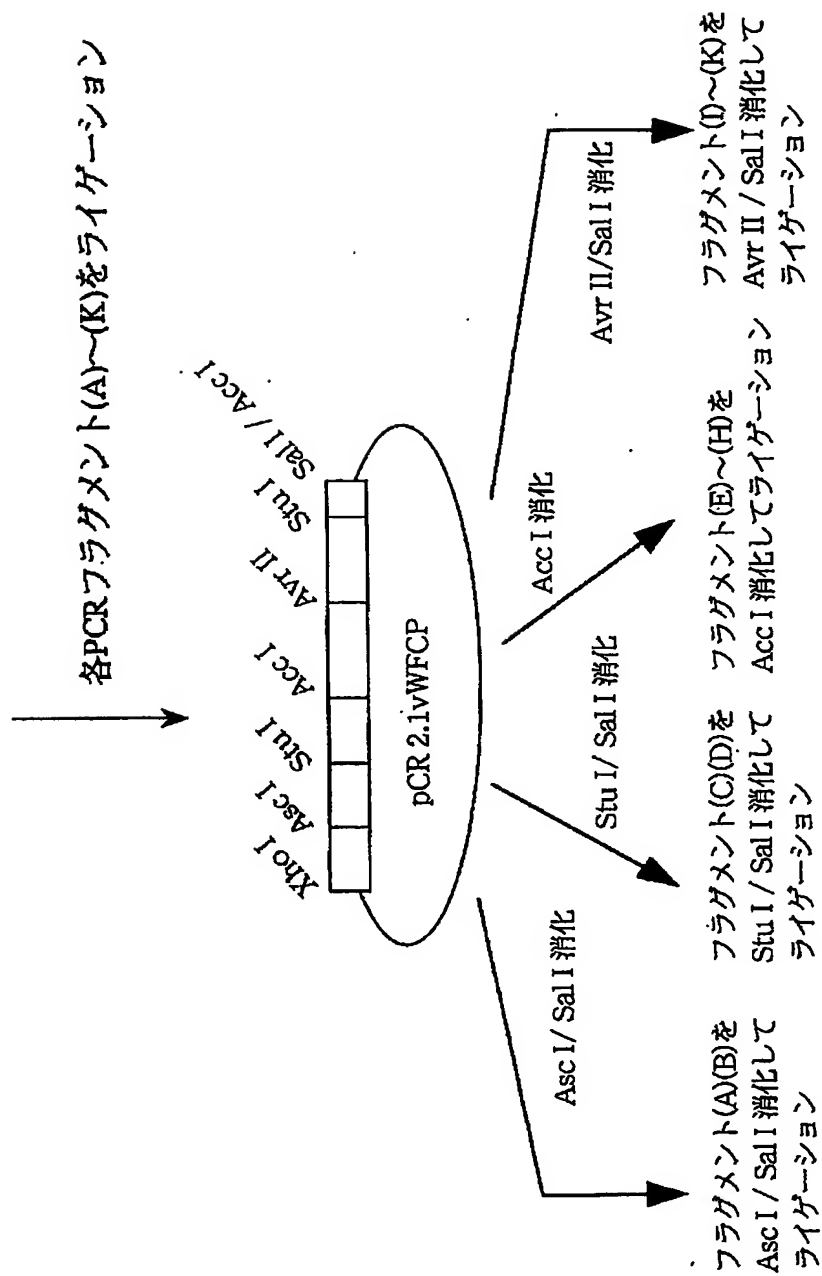 各PCRフラグメント(A)~(K)をライゲーション
Xho I
Asc I
Stu I
Acc I
Avr II
Stu I
Sal I / Acc I
pCR 2.1vWFCP
Asc I/ Sal I 消化
Stu I/ Sal I 消化
Acc I 消化
Avr II/Sal I 消化
フラグメント(A)(B)を
Asc I / Sal I 消化して
ライゲーション
フラグメント(C)(D)を
Stu I / Sal I 消化して
ライゲーション
フラグメント(E)~(H)を
Acc I 消化してライゲーション
フラグメント(I)~(K)を
Avr II / Sal I 消化して
ライゲーション